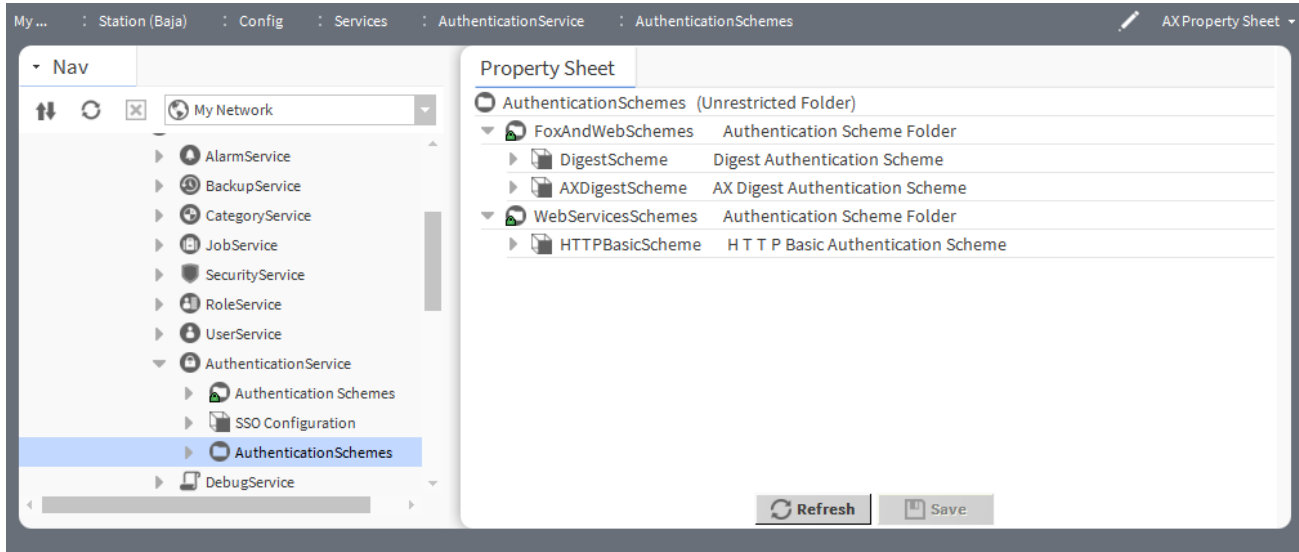 My ... : Station (Baja) : Config : Services : AuthenticationService : AuthenticationSchemes AX Property Sheet
Nav
My Network
AlarmService
BackupService
CategoryService
JobService
SecurityService
RoleService
UserService
AuthenticationService
Authentication Schemes
SSO Configuration
AuthenticationSchemes
DebugService
Property Sheet
AuthenticationSchemes (Unrestricted Folder)
FoxAndWebSchemes Authentication Scheme Folder
DigestScheme Digest Authentication Scheme
AXDigestScheme AX Digest Authentication Scheme
WebServicesSchemes Authentication Scheme Folder
HTTPBasicScheme H T T P Basic Authentication Scheme
Refresh Save